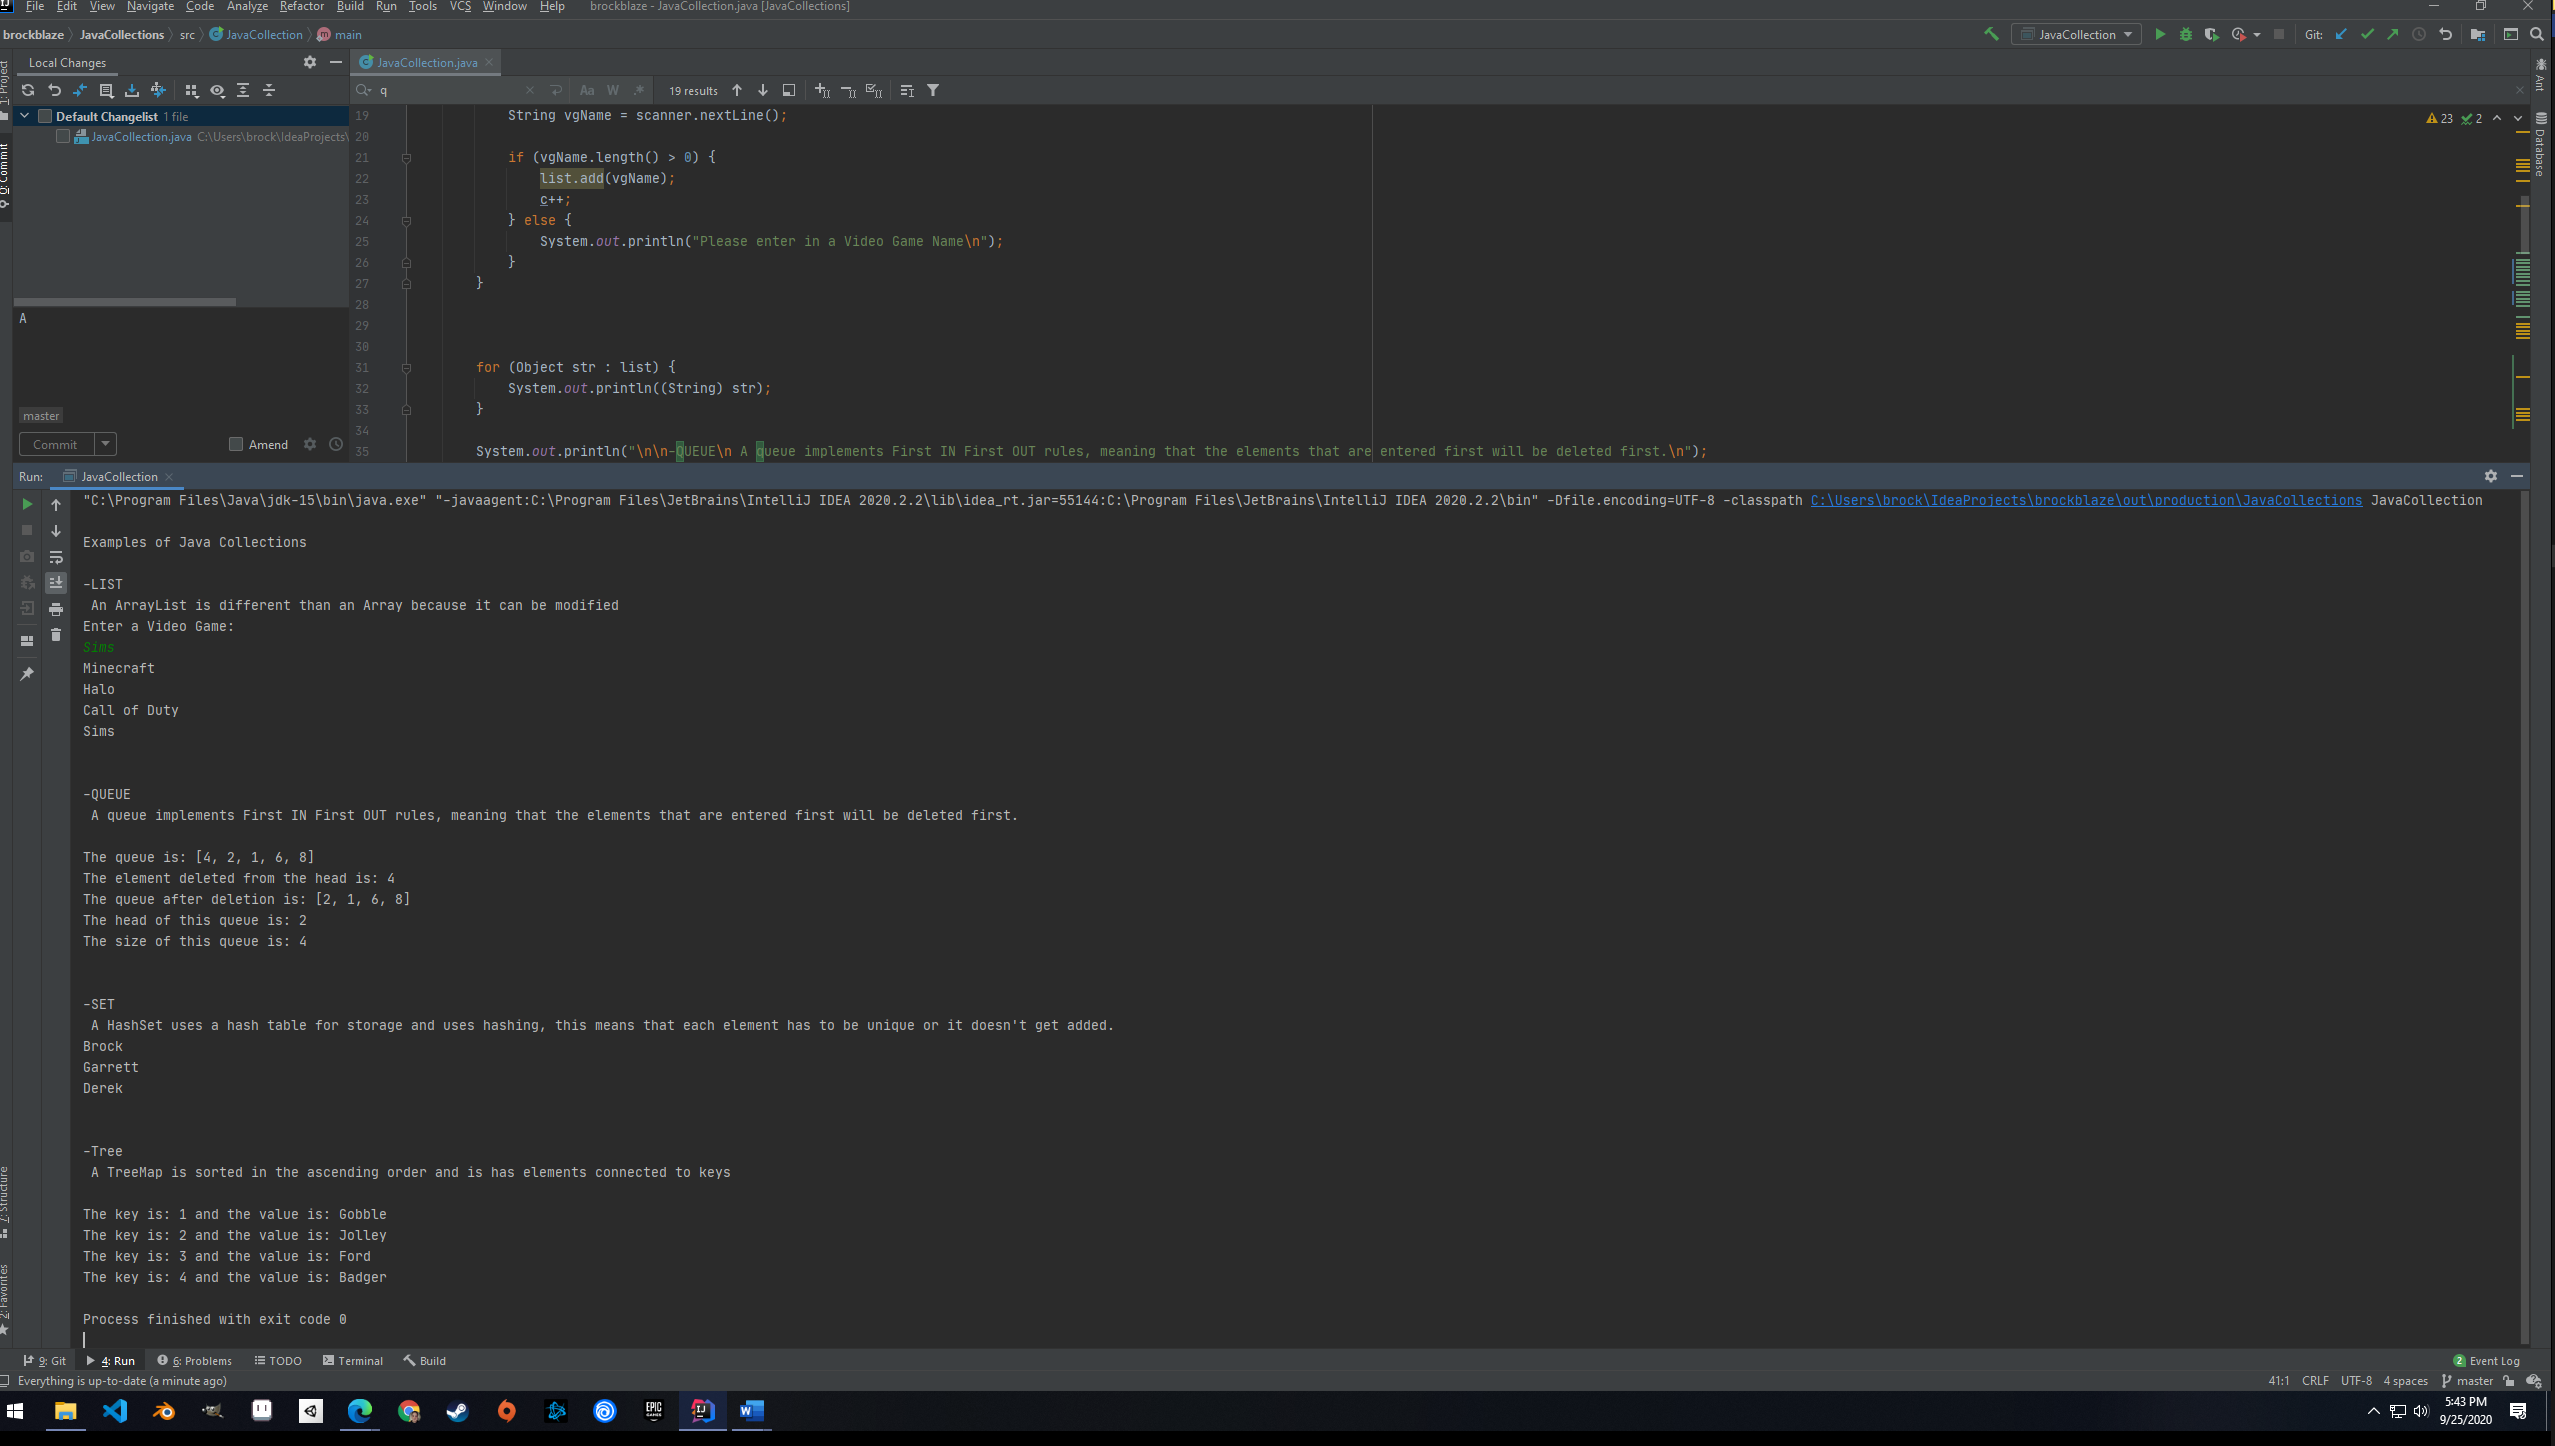 File Edit View Navigate Code Analyze Refactor Build Run Tools VCS Window Help brockblaze - JavaCollection.java [JavaCollections]
brockblaze JavaCollections src JavaCollection main JavaCollection Git:
1: Project
0: Commit
Local Changes
Default Changelist 1 file
JavaCollection.java C:\Users\brock\IdeaProjects\
A
master
Commit Amend
JavaCollection.java
q Aa W .* 19 results
23 2
19 String vgName = scanner.nextLine();
20
21 if (vgName.length() > 0) {
22 list.add(vgName);
23 c++;
24 } else {
25 System.out.println("Please enter in a Video Game Name\n");
26 }
27 }
28
29
30
31 for (Object str : list) {
32 System.out.println((String) str);
33 }
34
35 System.out.println("\n\n-QUEUE\n A queue implements First IN First OUT rules, meaning that the elements that are entered first will be deleted first.\n");
Ant
Database
Run: JavaCollection
"C:\Program Files\Java\jdk-15\bin\java.exe" "-javaagent:C:\Program Files\JetBrains\IntelliJ IDEA 2020.2.2\lib\idea_rt.jar=55144:C:\Program Files\JetBrains\IntelliJ IDEA 2020.2.2\bin" -Dfile.encoding=UTF-8 -classpath C:\Users\brock\IdeaProjects\brockblaze\out\production\JavaCollections JavaCollection
Examples of Java Collections
-LIST
An ArrayList is different than an Array because it can be modified
Enter a Video Game:
Sims
Minecraft
Halo
Call of Duty
Sims
-QUEUE
A queue implements First IN First OUT rules, meaning that the elements that are entered first will be deleted first.
The queue is: [4, 2, 1, 6, 8]
The element deleted from the head is: 4
The queue after deletion is: [2, 1, 6, 8]
The head of this queue is: 2
The size of this queue is: 4
-SET
A HashSet uses a hash table for storage and uses hashing, this means that each element has to be unique or it doesn't get added.
Brock
Garrett
Derek
-Tree
A TreeMap is sorted in the ascending order and is has elements connected to keys
The key is: 1 and the value is: Gobble
The key is: 2 and the value is: Jolley
The key is: 3 and the value is: Ford
The key is: 4 and the value is: Badger
Process finished with exit code 0
7: Structure
2: Favorites
9: Git 4: Run 6: Problems TODO Terminal Build 2 Event Log
Everything is up-to-date (a minute ago) 41:1 CRLF UTF-8 4 spaces master
EPIC GAMES IJ W 5:43 PM
9/25/2020